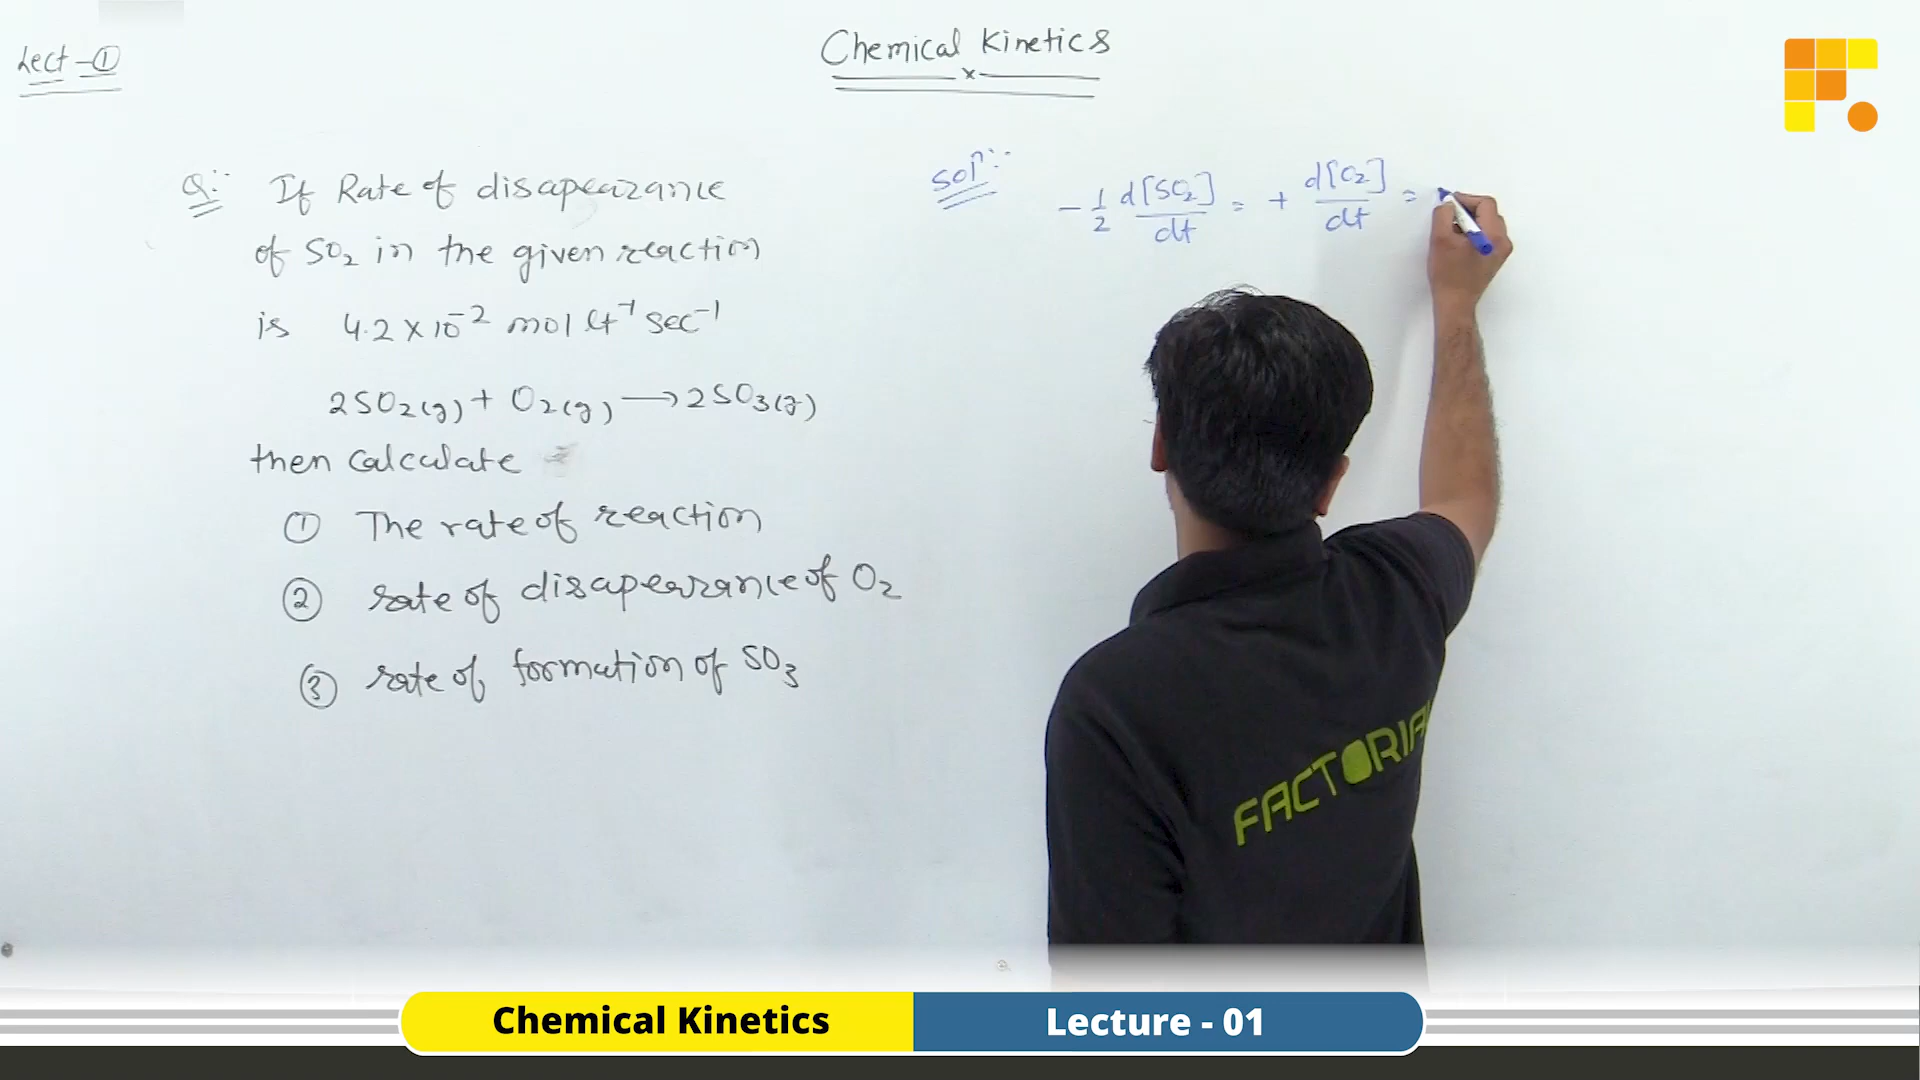 Lect-①
Chemical Kinetics
Q:- If Rate of disapearance
of SO₂ in the given reaction
is 4.2 × 10⁻² mol lt⁻¹ sec⁻¹
2SO₂(g) + O₂(g) ⟶ 2SO₃(g)
then Calculate
① The rate of reaction
② rate of disapearance of O₂
③ rate of formation of SO₃
Sol:-
- 1/2 d[SO₂]/dt = + d[O₂]/dt =
FACTORIAL
Chemical Kinetics
Lecture - 01